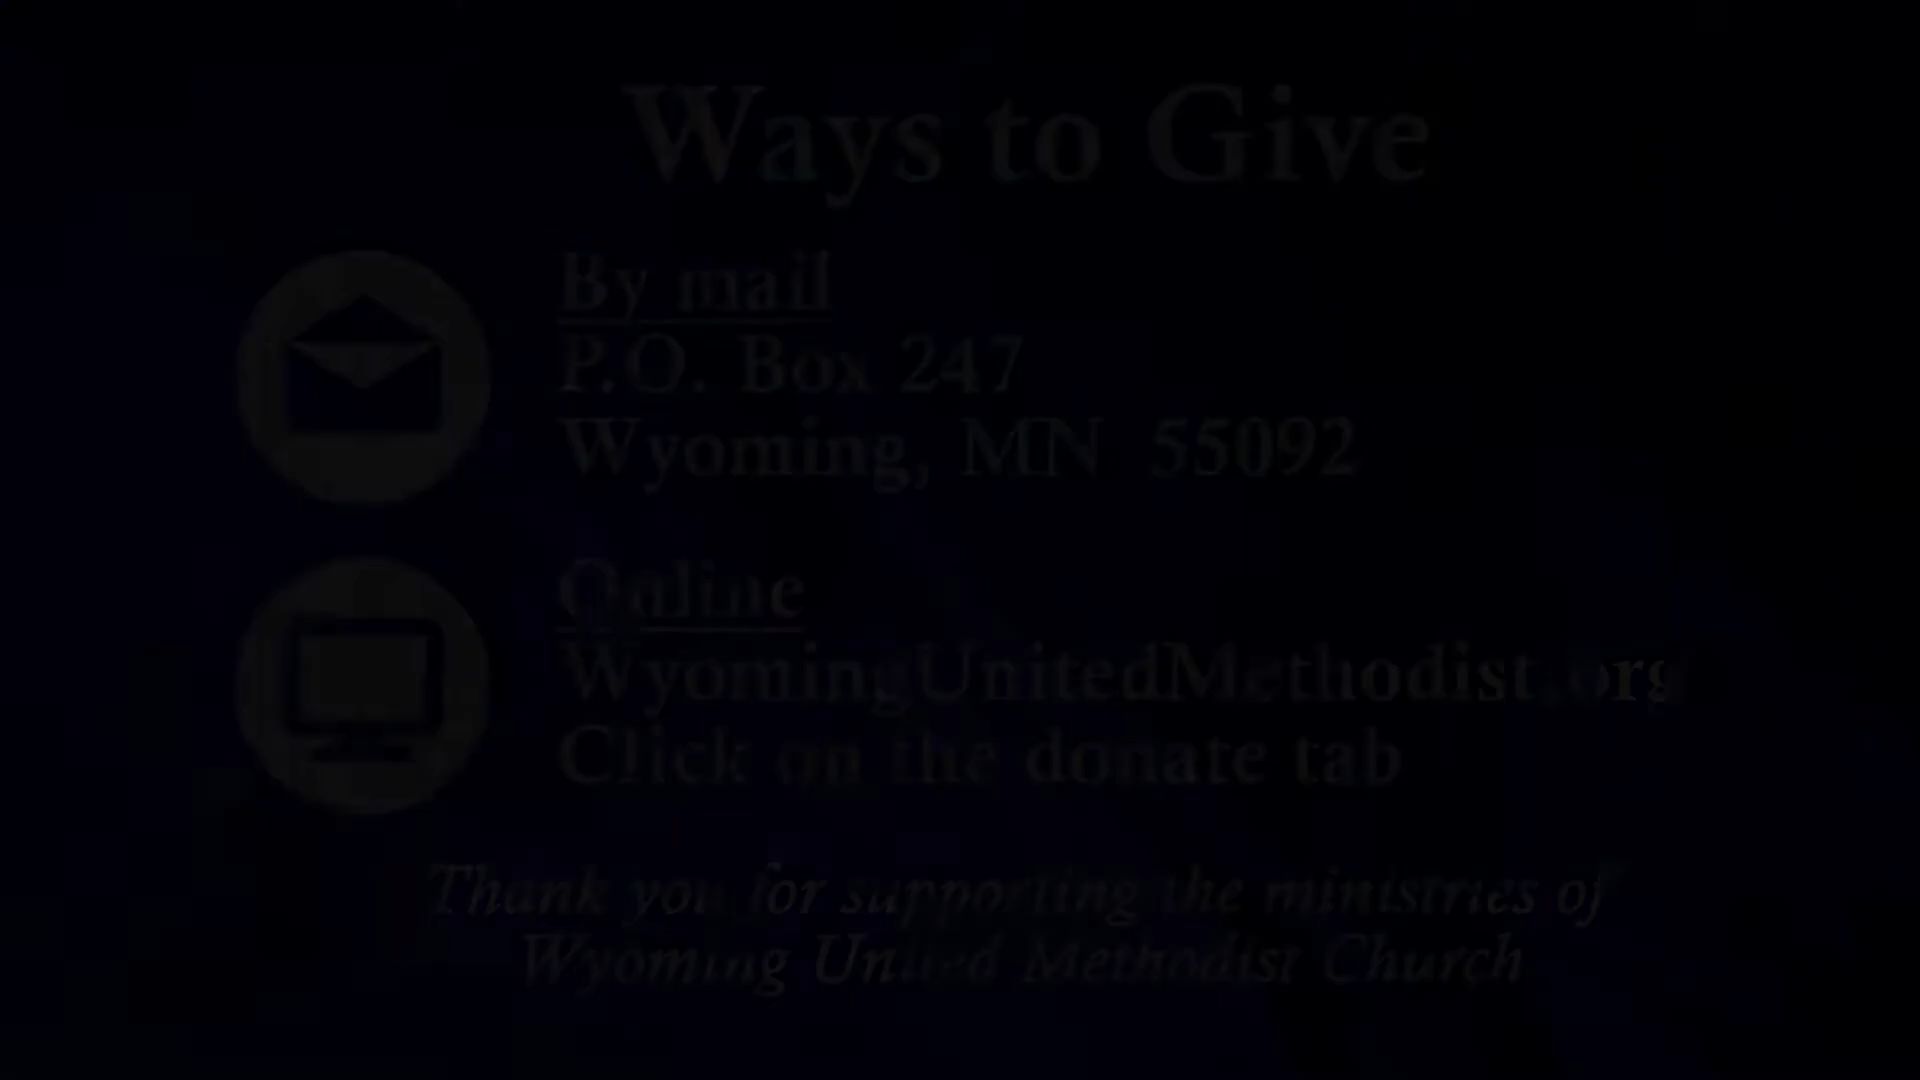 Ways to Give
By mail
P.O. Box 247
Wyoming, MN 55092
Online
WyomingUnitedMethodist.org
Click on the donate tab
Thank you for supporting the ministries of
Wyoming United Methodist Church